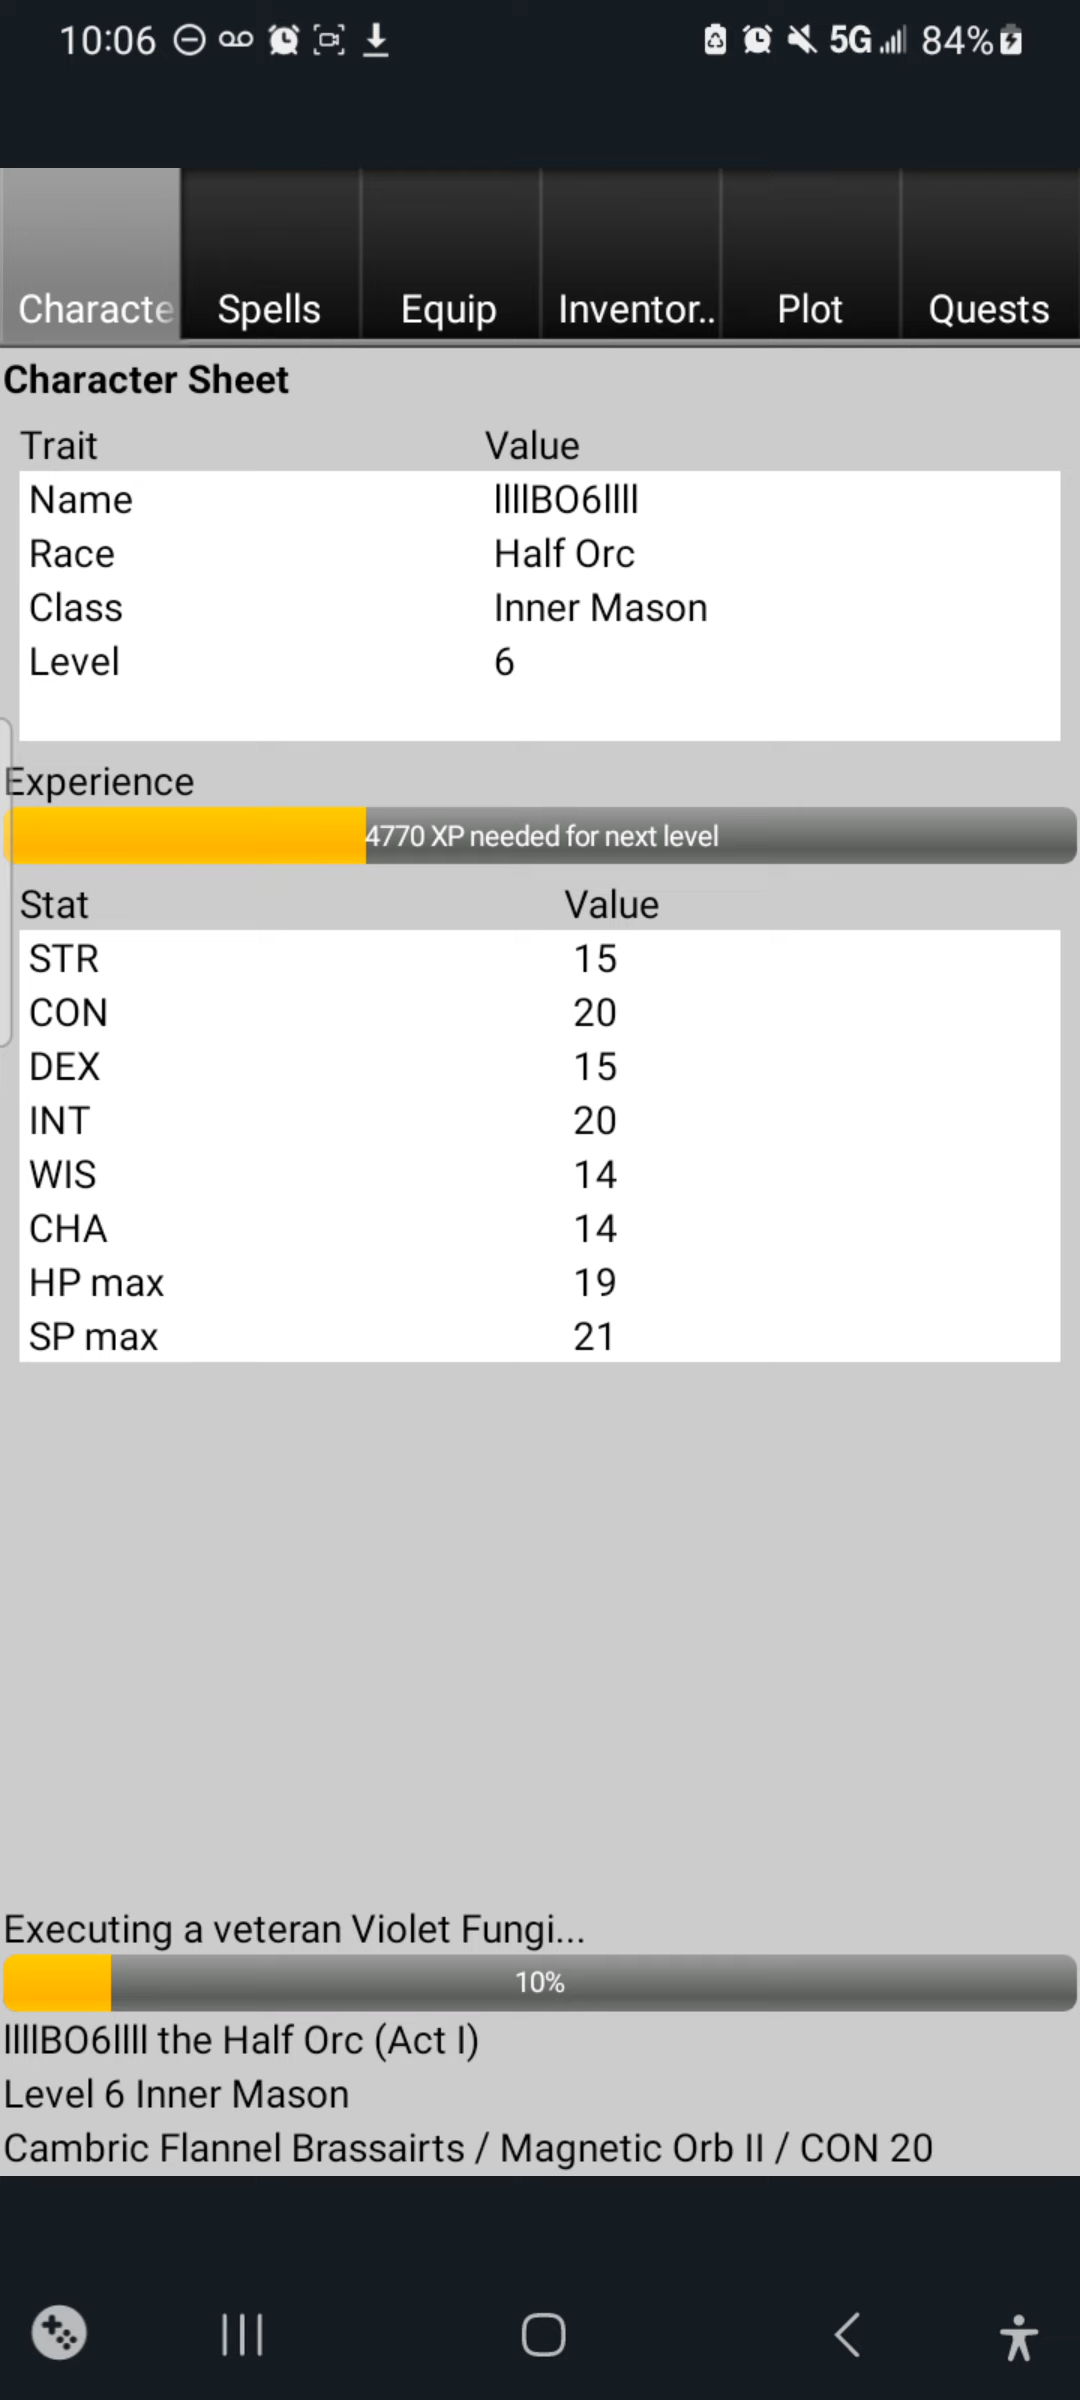 10:06 5G 84%
Characte Spells Equip Inventor.. Plot Quests
Character Sheet
Trait Value
Name llllBO6llll
Race Half Orc
Class Inner Mason
Level 6
Experience
4770 XP needed for next level
Stat Value
STR 15
CON 20
DEX 15
INT 20
WIS 14
CHA 14
HP max 19
SP max 21
Executing a veteran Violet Fungi...
10%
llllBO6llll the Half Orc (Act I)
Level 6 Inner Mason
Cambric Flannel Brassairts / Magnetic Orb II / CON 20